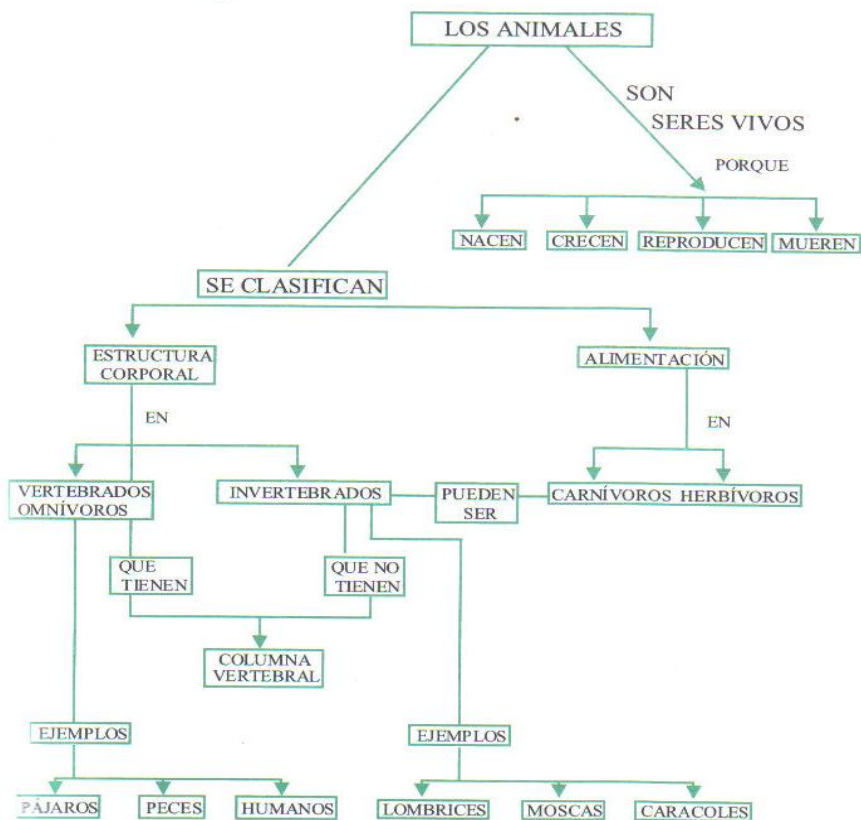 LOS ANIMALES
SON
SERES VIVOS
PORQUE
NACEN CRECEN REPRODUCEN MUEREN
SE CLASIFICAN
ESTRUCTURA
CORPORAL
ALIMENTACIÓN
EN
EN
VERTEBRADOS
OMNÍVOROS
INVERTEBRADOS
PUEDEN
SER
CARNÍVOROS HERBÍVOROS
QUE
TIENEN
QUE NO
TIENEN
COLUMNA
VERTEBRAL
EJEMPLOS
EJEMPLOS
PÁJAROS PECES HUMANOS LOMBRICES MOSCAS CARACOLES